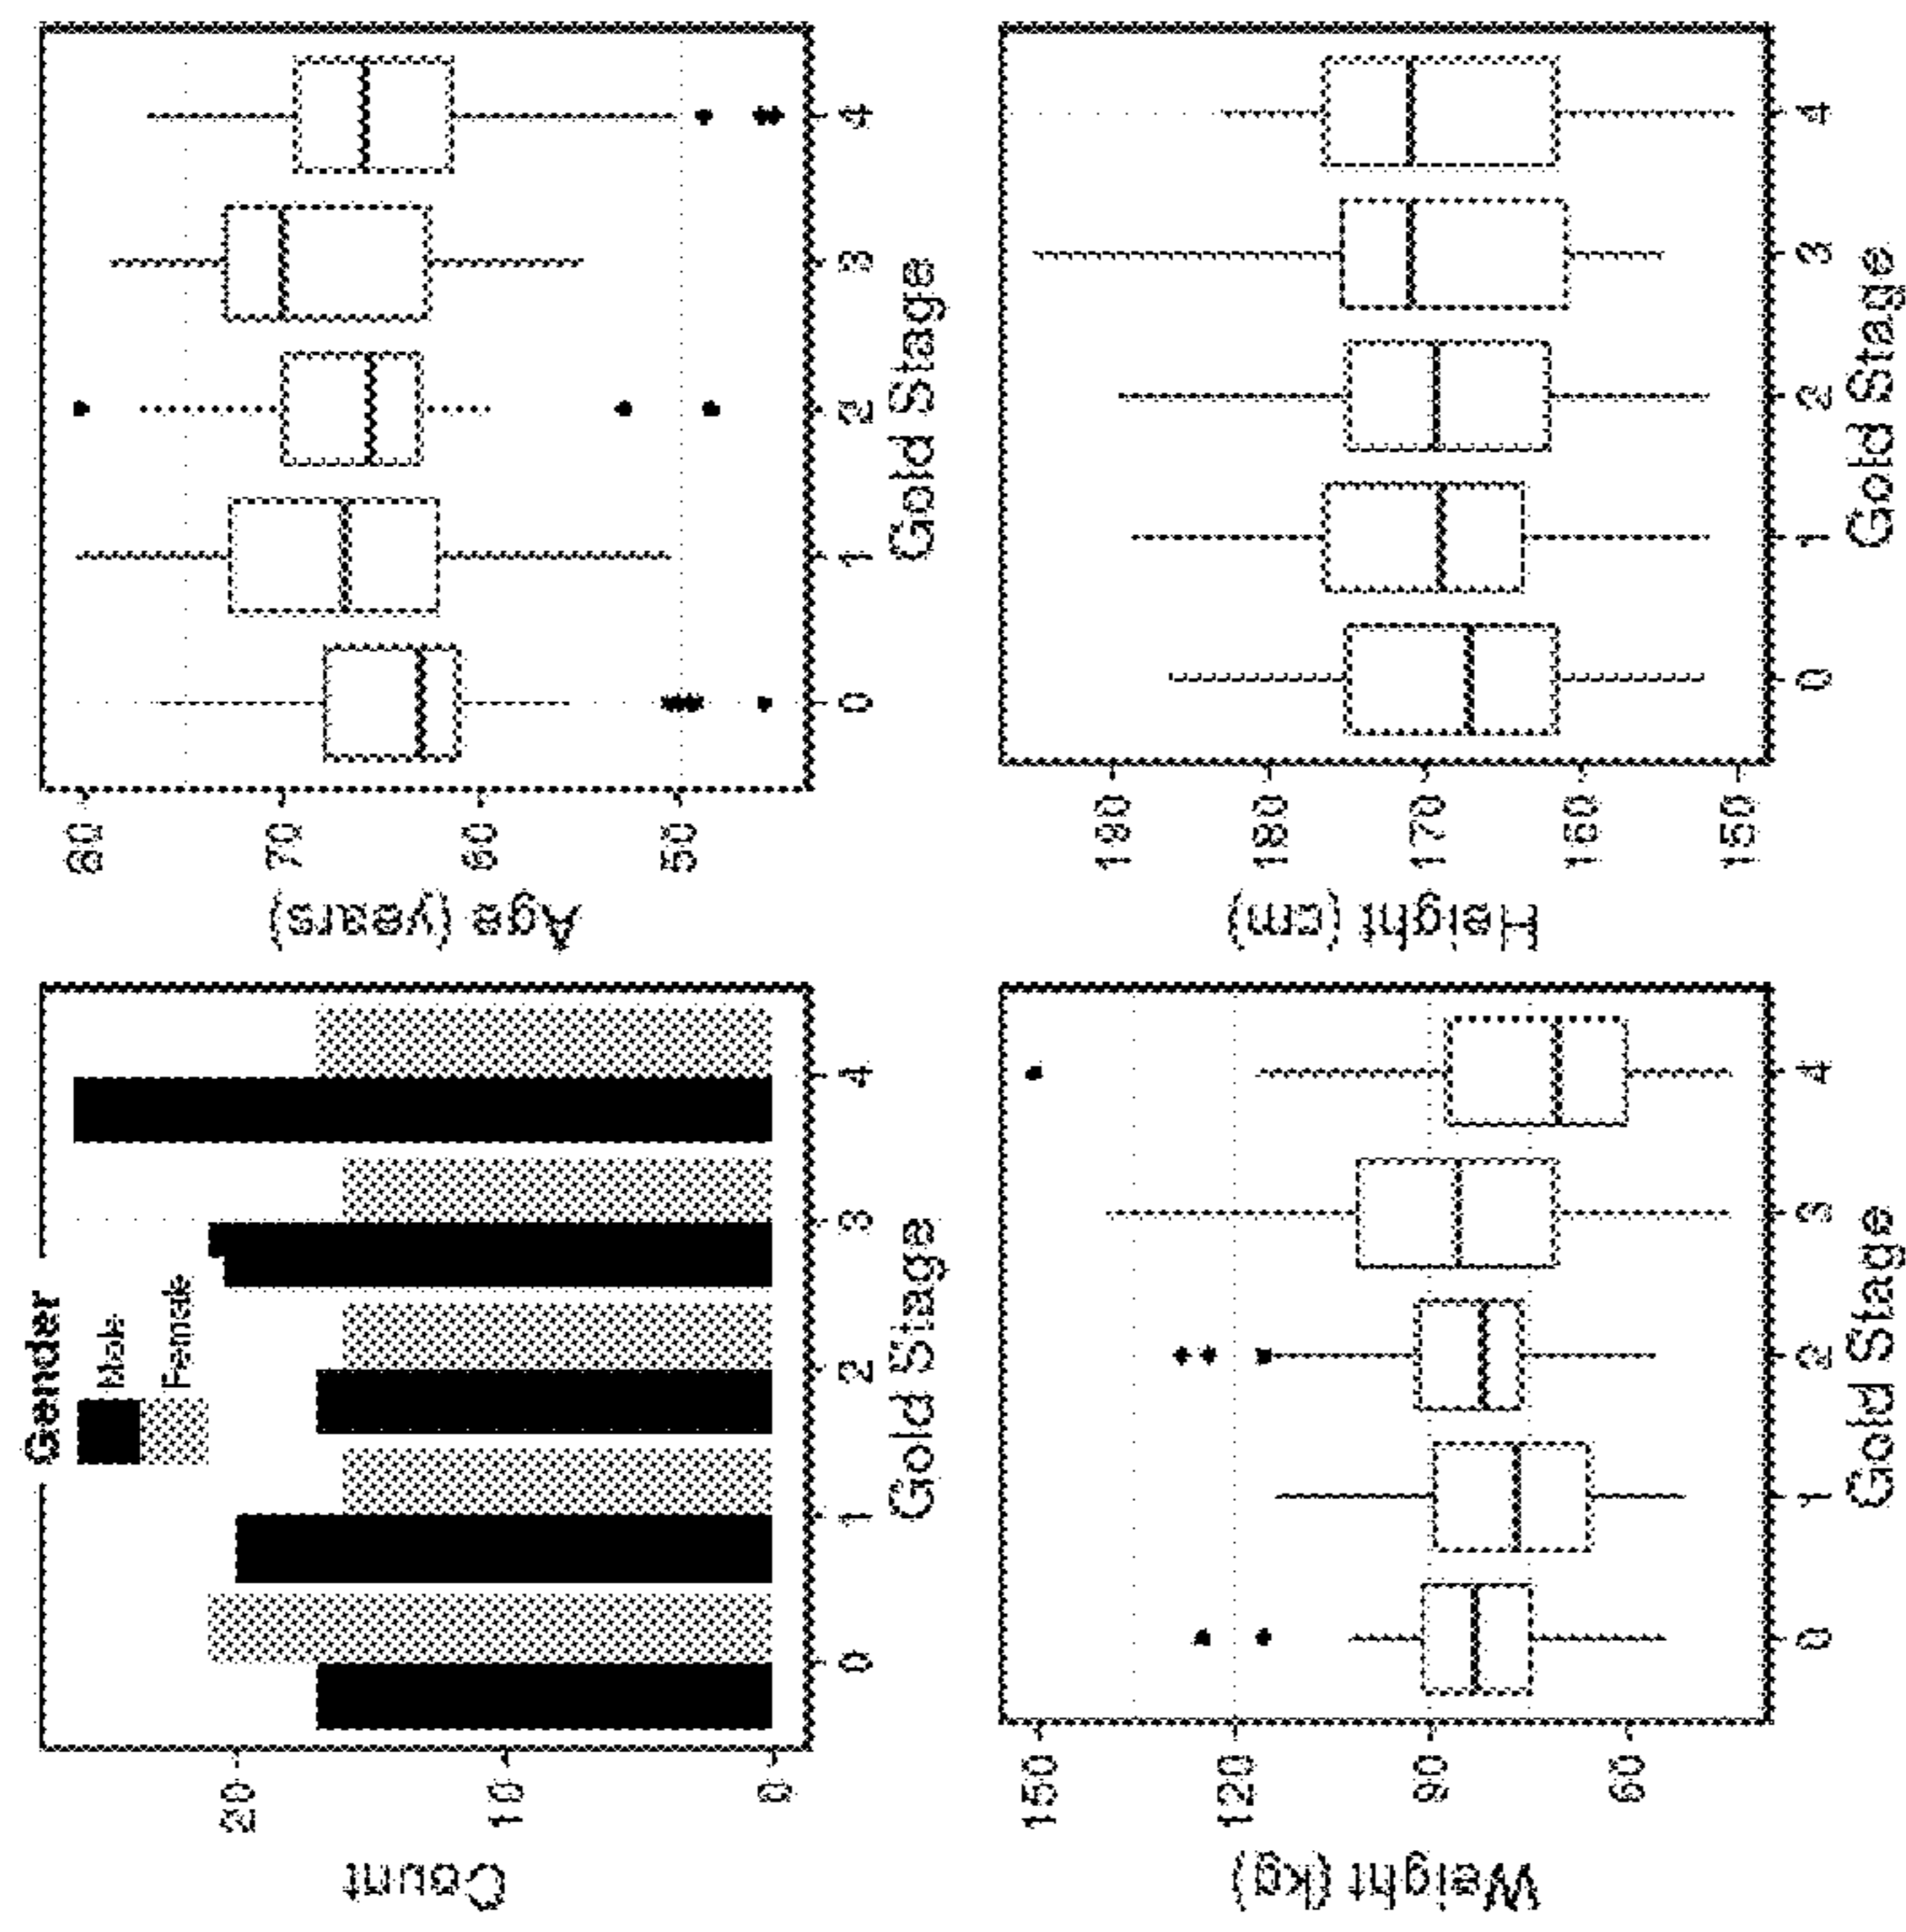 Gender
Male
Female
Count
20
10
0
0 1 2 3 4
Gold Stage
Age (years)
80
70
60
50
0 1 2 3 4
Gold Stage
Weight (kg)
150
120
90
60
0 1 2 3 4
Gold Stage
Height (cm)
190
180
170
160
150
0 1 2 3 4
Gold Stage